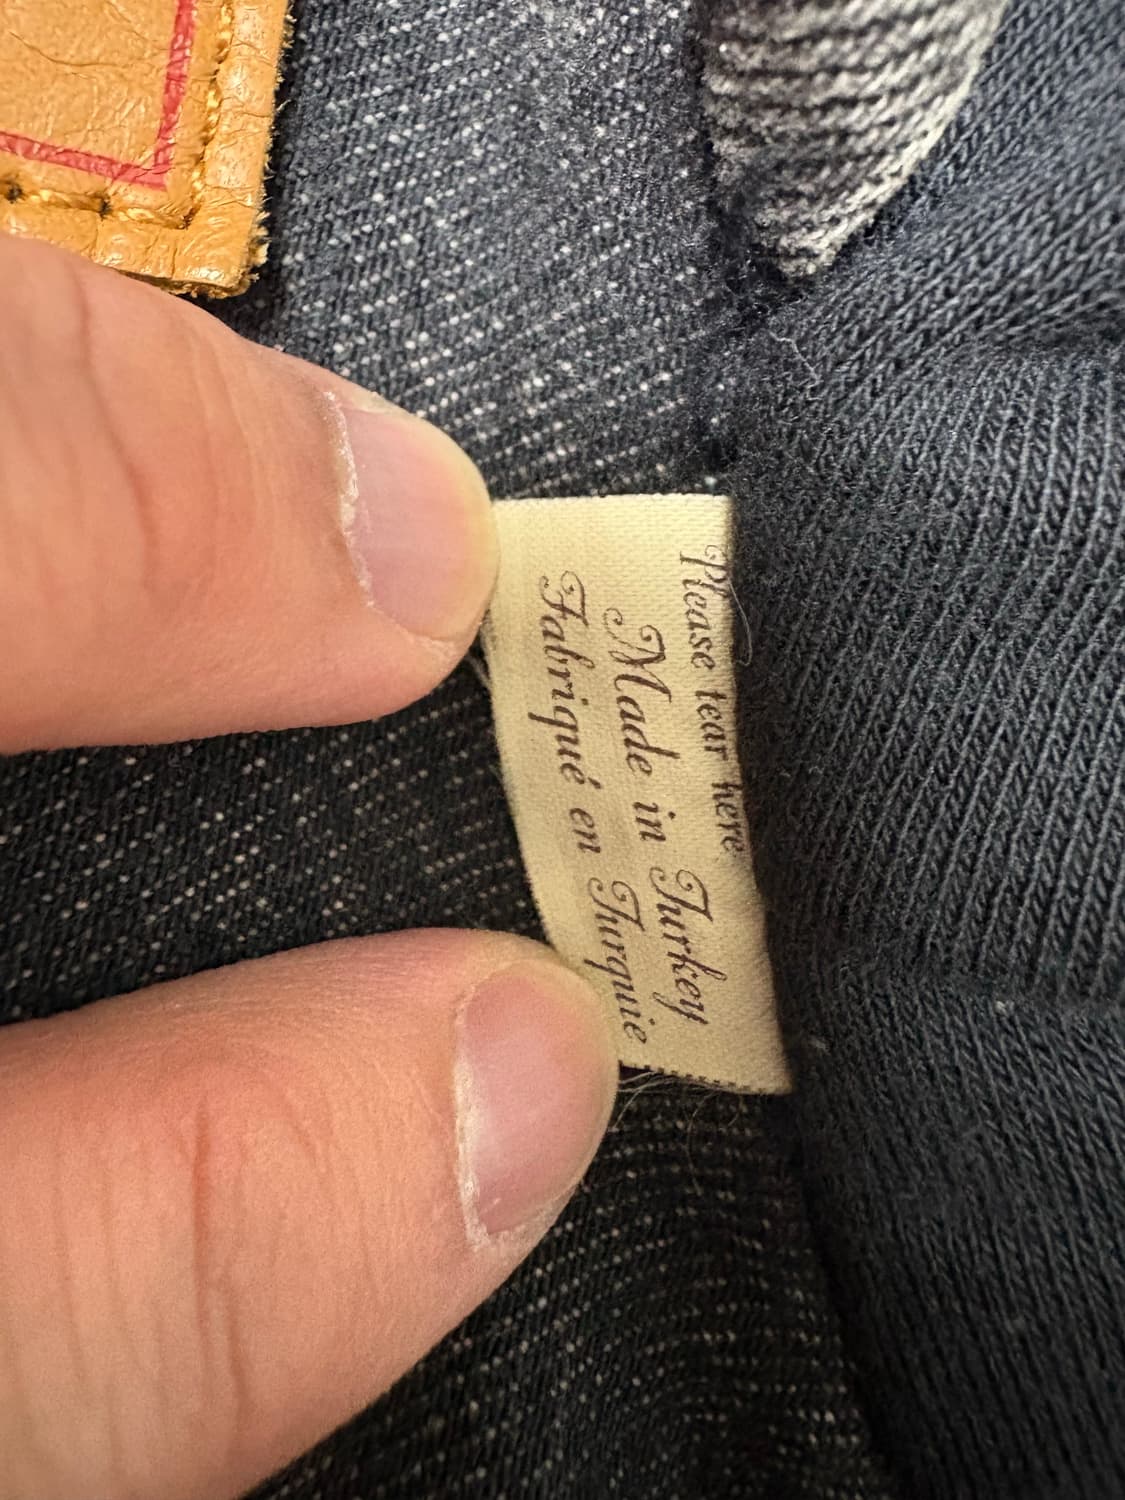 Please tear here
Made in Turkey
Fabriqué en Turquie